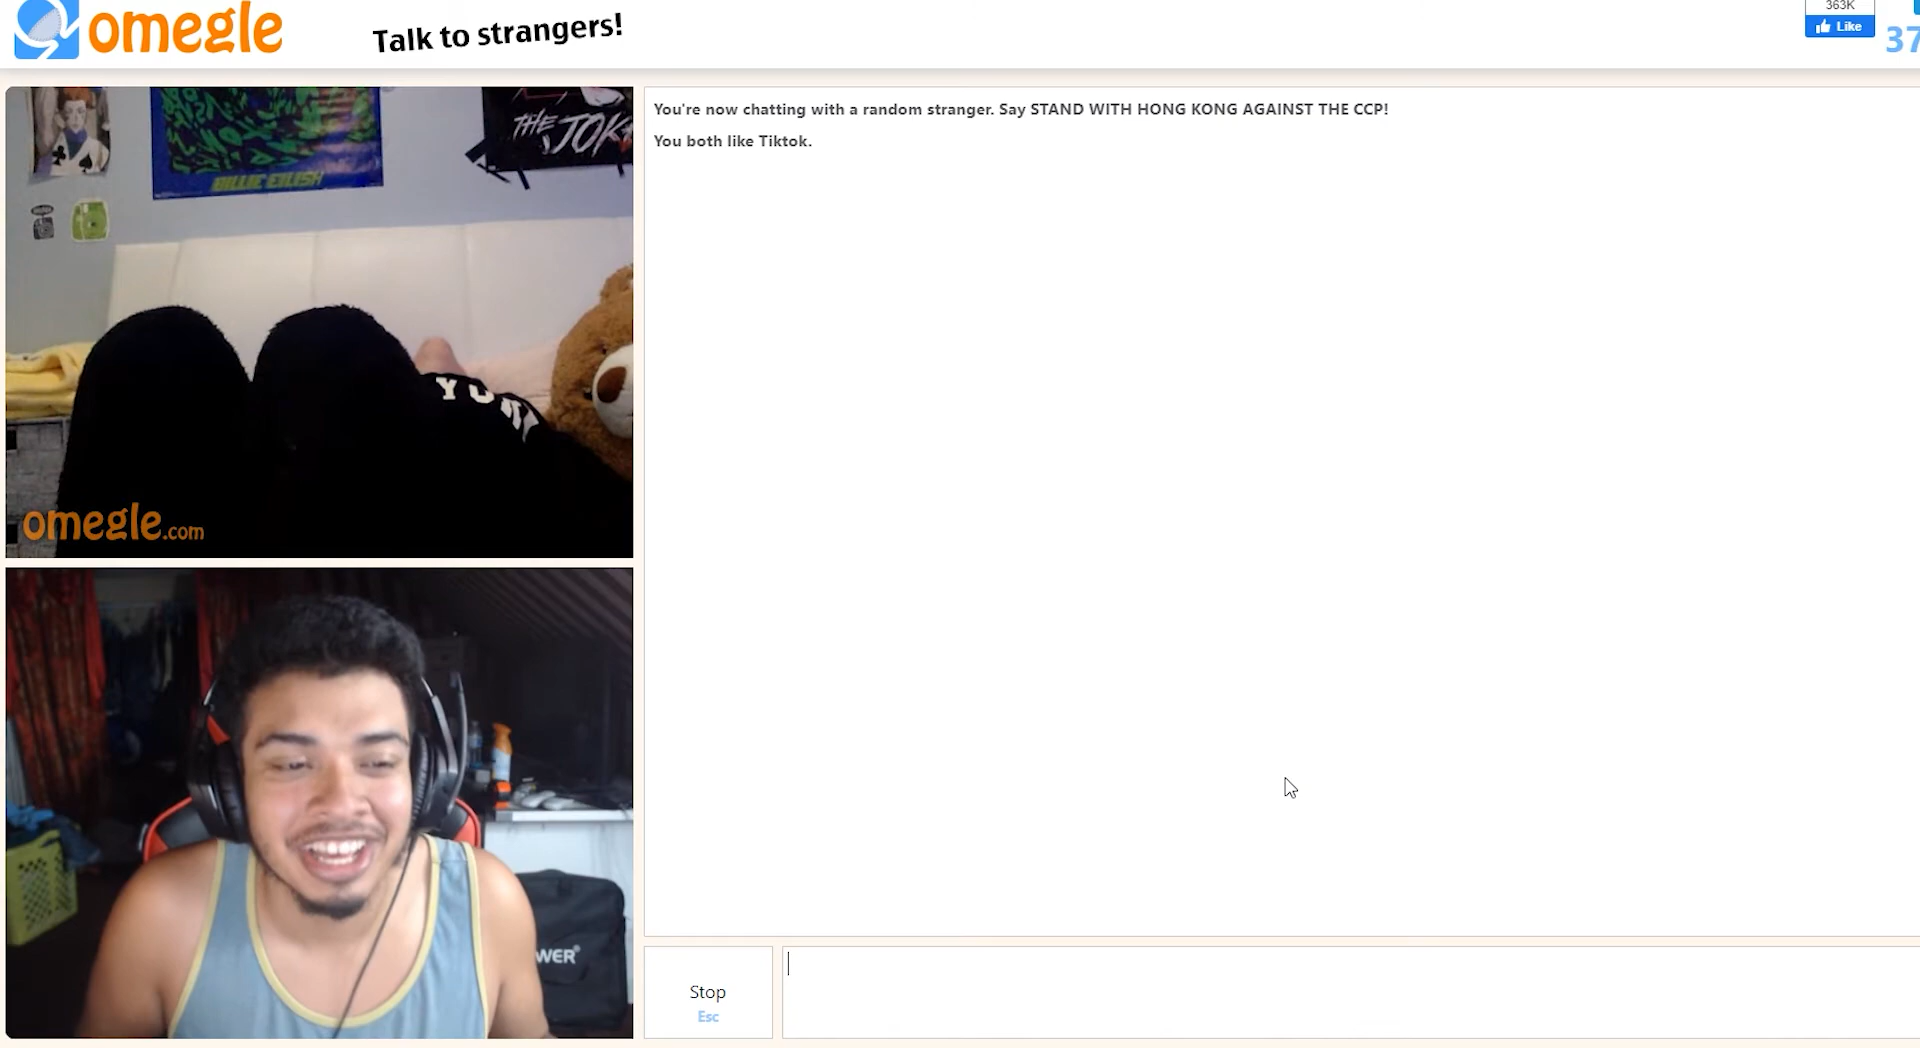 omegle
Talk to strangers!
363K
Like
37
THE JOK
BILLIE EILISH
YUN
omegle.com
You're now chatting with a random stranger. Say STAND WITH HONG KONG AGAINST THE CCP!
You both like Tiktok.
WER®
Stop
Esc